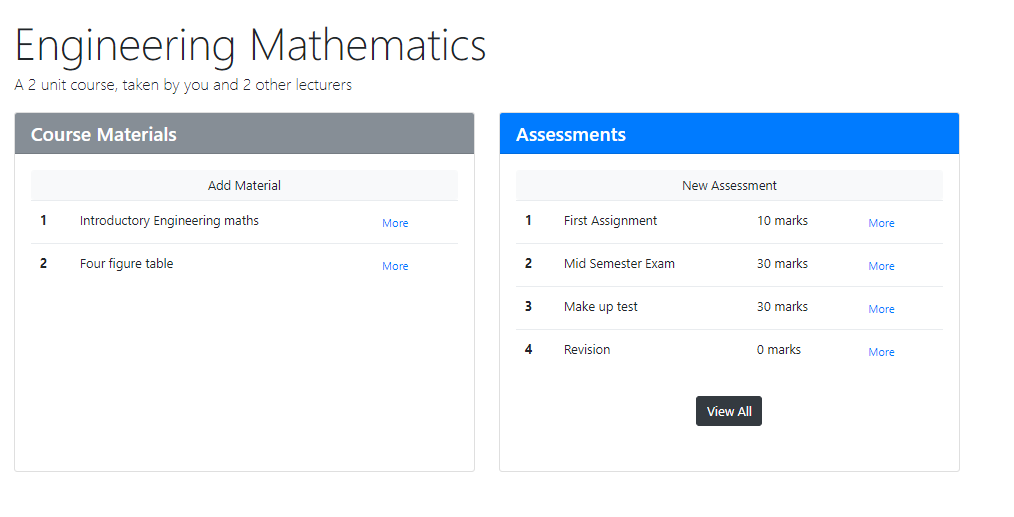 Engineering Mathematics
A 2 unit course, taken by you and 2 other lecturers
Course Materials
Add Material
1 Introductory Engineering maths More
2 Four figure table More
Assessments
New Assessment
1 First Assignment 10 marks More
2 Mid Semester Exam 30 marks More
3 Make up test 30 marks More
4 Revision 0 marks More
View All